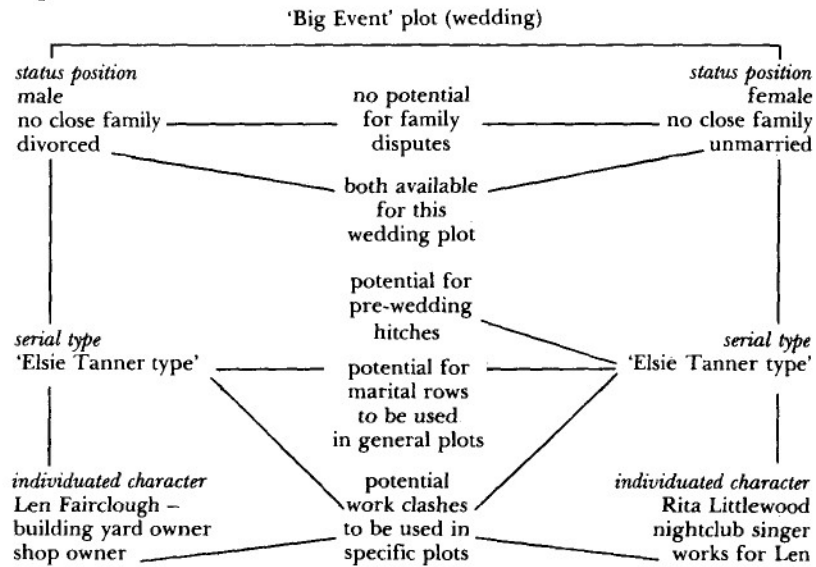 'Big Event' plot (wedding)
status position
male
no close family
divorced
no potential
for family
disputes
status position
female
no close family
unmarried
both available
for this
wedding plot
potential for
pre-wedding
hitches
serial type
'Elsie Tanner type'
potential for
marital rows
to be used
in general plots
serial type
'Elsie Tanner type'
individuated character
Len Fairclough –
building yard owner
shop owner
potential
work clashes
to be used in
specific plots
individuated character
Rita Littlewood
nightclub singer
works for Len